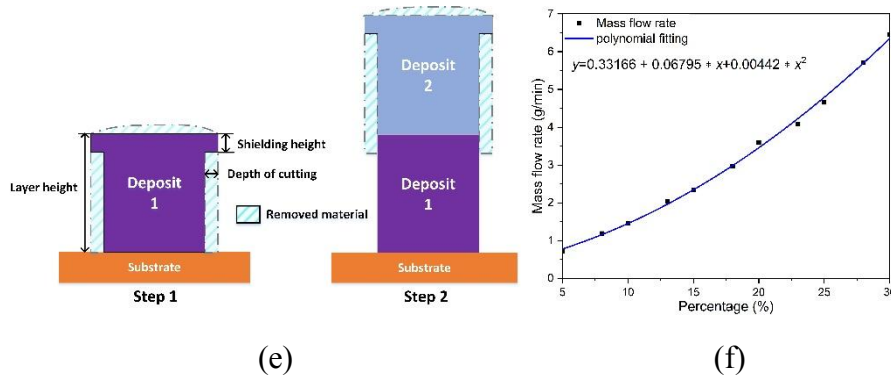 Deposit
2
Shielding height
Layer height
Deposit
1
Depth of cutting
Removed material
Deposit
1
Substrate
Substrate
Step 1
Step 2
(e)
Mass flow rate
polynomial fitting
y=0.33166 + 0.06795 * x+0.00442 * x²
Mass flow rate (g/min)
7
6
5
4
3
2
1
0
5
10
15
20
25
30
Percentage (%)
(f)